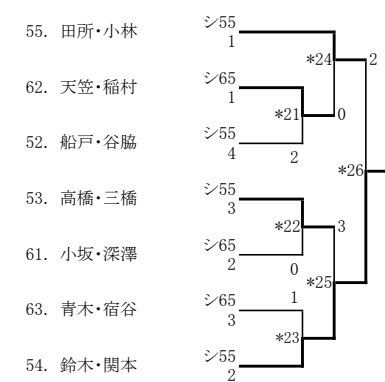 55. 田所・小林 シ55 1
*24 2
62. 天笠・稲村 シ65 1
*21 0
52. 船戸・谷脇 シ55 4
2
*26
53. 高橋・三橋 シ55 3
*22 3
61. 小坂・深澤 シ65 2
0
*25
63. 青木・宿谷 シ65 3
1
*23
54. 鈴木・関本 シ55 2